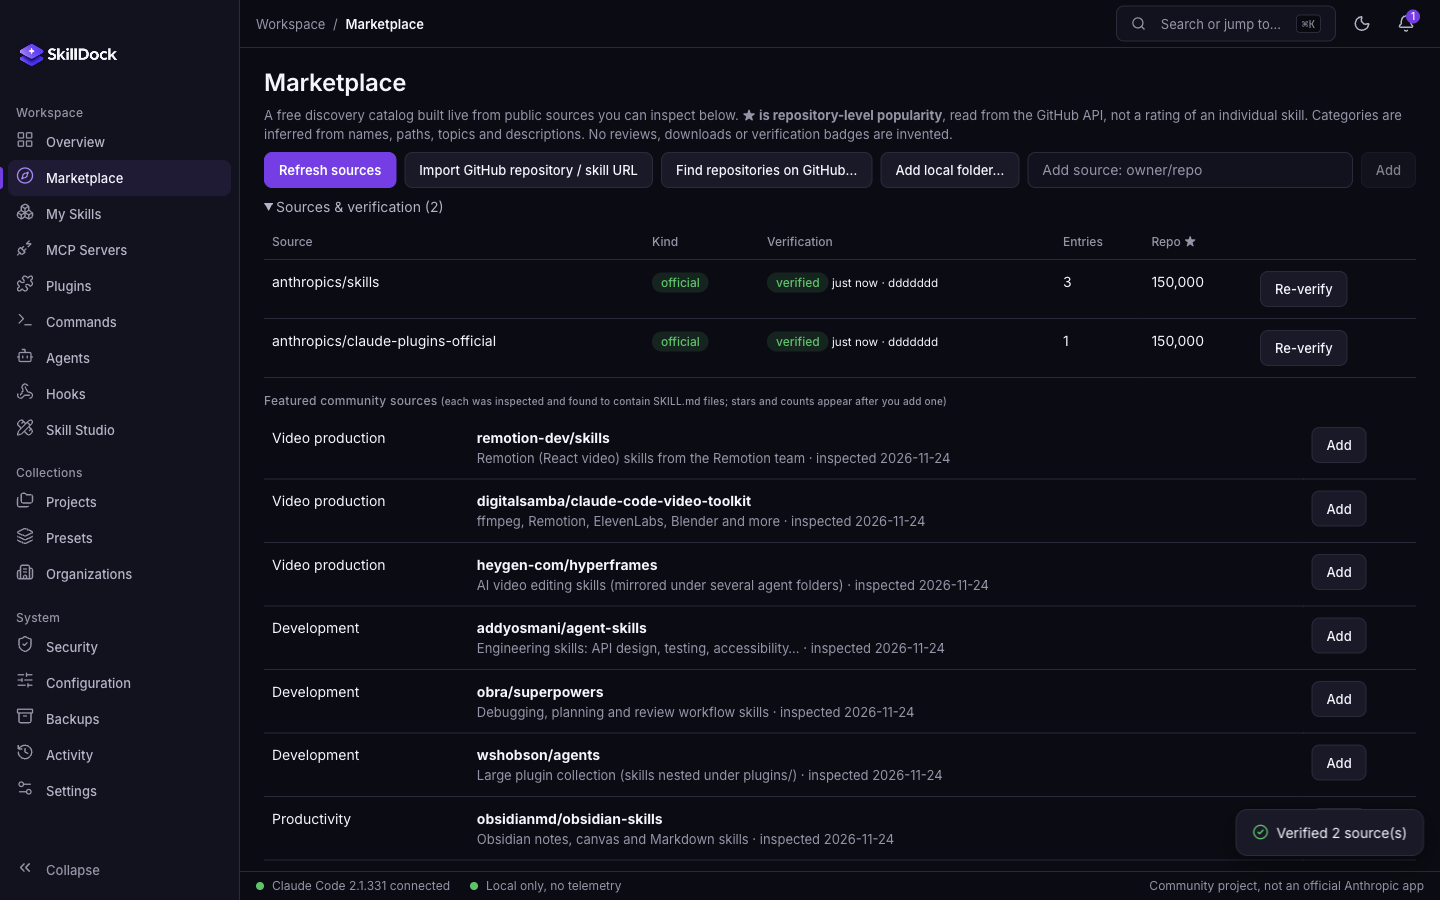 SkillDock
Workspace / Marketplace
Search or jump to... ⌘K
1
Workspace
Overview
Marketplace
My Skills
MCP Servers
Plugins
Commands
Agents
Hooks
Skill Studio
Collections
Projects
Presets
Organizations
System
Security
Configuration
Backups
Activity
Settings
Collapse
Marketplace
A free discovery catalog built live from public sources you can inspect below. ★ is repository-level popularity, read from the GitHub API, not a rating of an individual skill. Categories are
inferred from names, paths, topics and descriptions. No reviews, downloads or verification badges are invented.
Refresh sources Import GitHub repository / skill URL Find repositories on GitHub... Add local folder... Add source: owner/repo Add
▼ Sources & verification (2)
Source Kind Verification Entries Repo ★
anthropics/skills official verified just now · ddddddd 3 150,000 Re-verify
anthropics/claude-plugins-official official verified just now · ddddddd 1 150,000 Re-verify
Featured community sources (each was inspected and found to contain SKILL.md files; stars and counts appear after you add one)
Video production remotion-dev/skills Add
Remotion (React video) skills from the Remotion team · inspected 2026-11-24
Video production digitalsamba/claude-code-video-toolkit Add
ffmpeg, Remotion, ElevenLabs, Blender and more · inspected 2026-11-24
Video production heygen-com/hyperframes Add
AI video editing skills (mirrored under several agent folders) · inspected 2026-11-24
Development addyosmani/agent-skills Add
Engineering skills: API design, testing, accessibility... · inspected 2026-11-24
Development obra/superpowers Add
Debugging, planning and review workflow skills · inspected 2026-11-24
Development wshobson/agents Add
Large plugin collection (skills nested under plugins/) · inspected 2026-11-24
Productivity obsidianmd/obsidian-skills
Obsidian notes, canvas and Markdown skills · inspected 2026-11-24
Verified 2 source(s)
Claude Code 2.1.331 connected Local only, no telemetry Community project, not an official Anthropic app